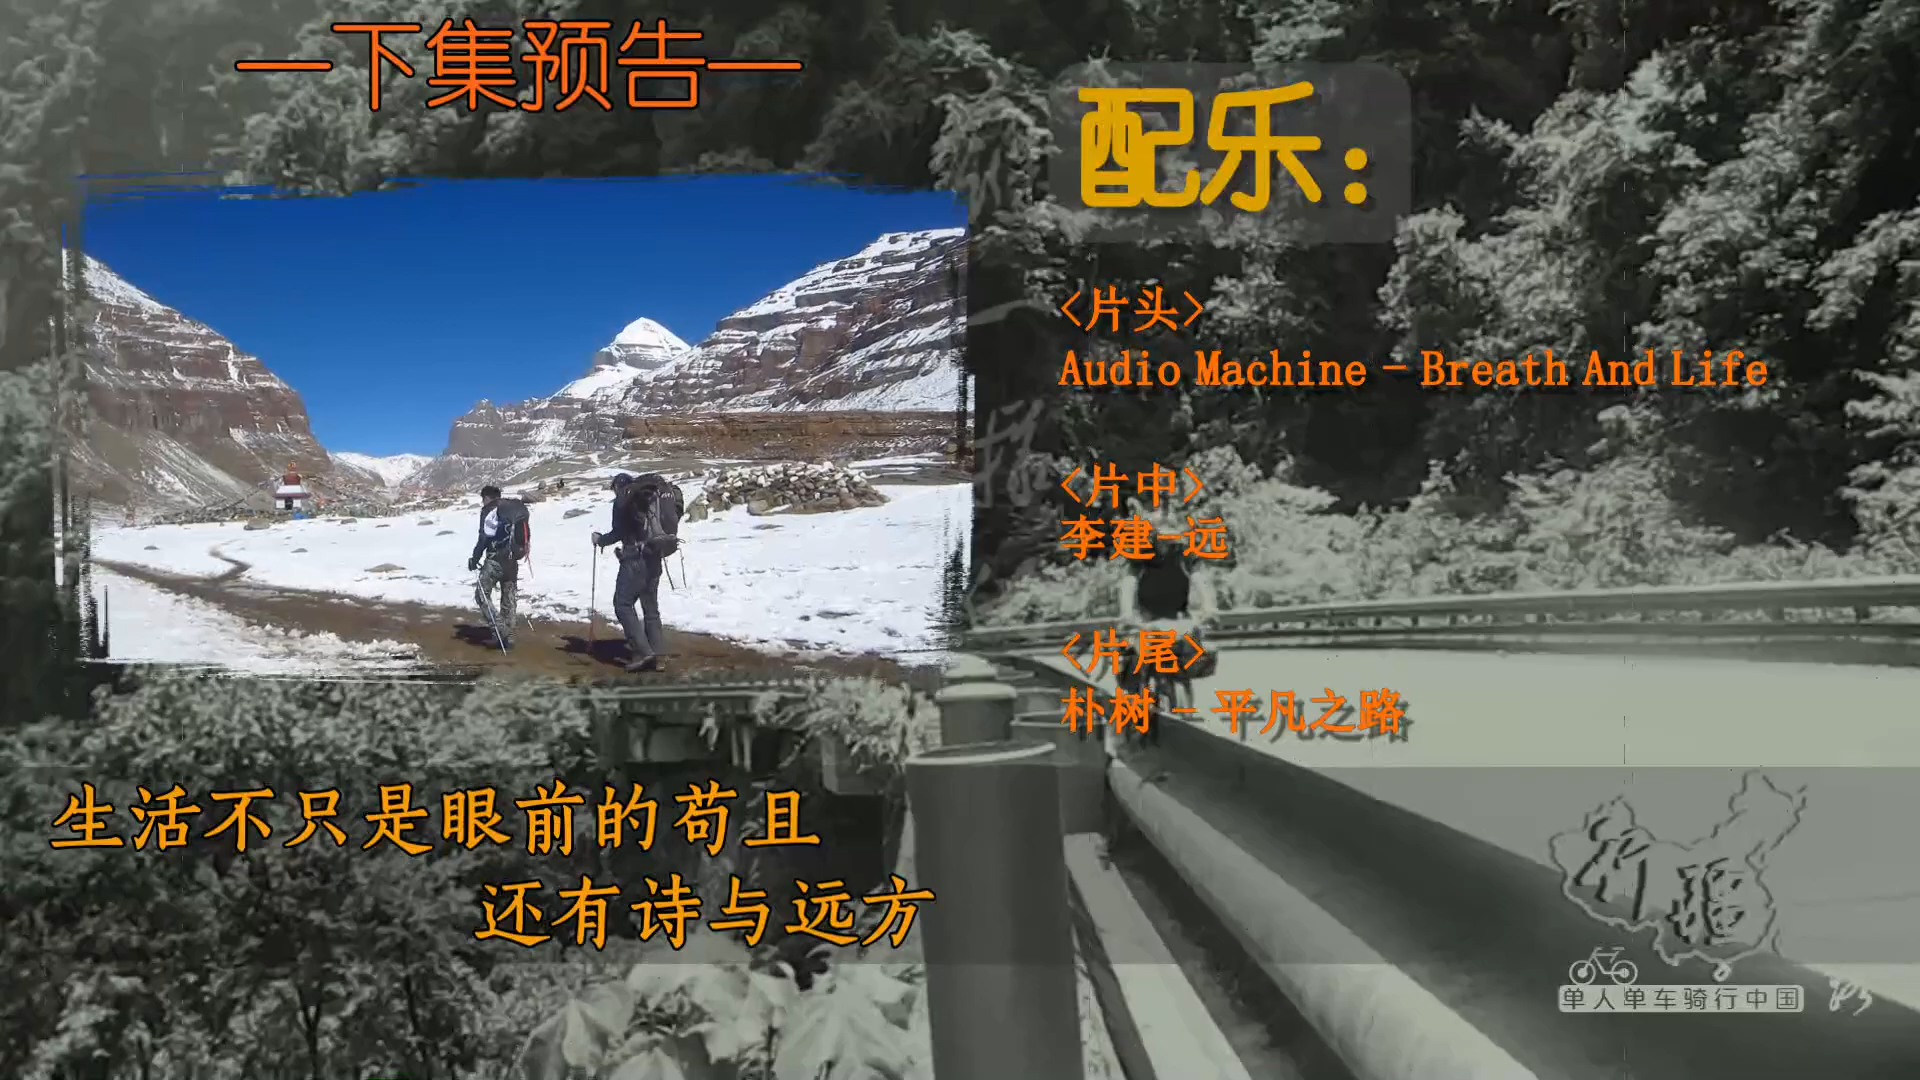 —下集预告—
配乐：
<片头>
Audio Machine - Breath And Life
<片中>
李建-远
<片尾>
朴树 - 平凡之路
生活不只是眼前的苟且
还有诗与远方
行疆
单人单车骑行中国